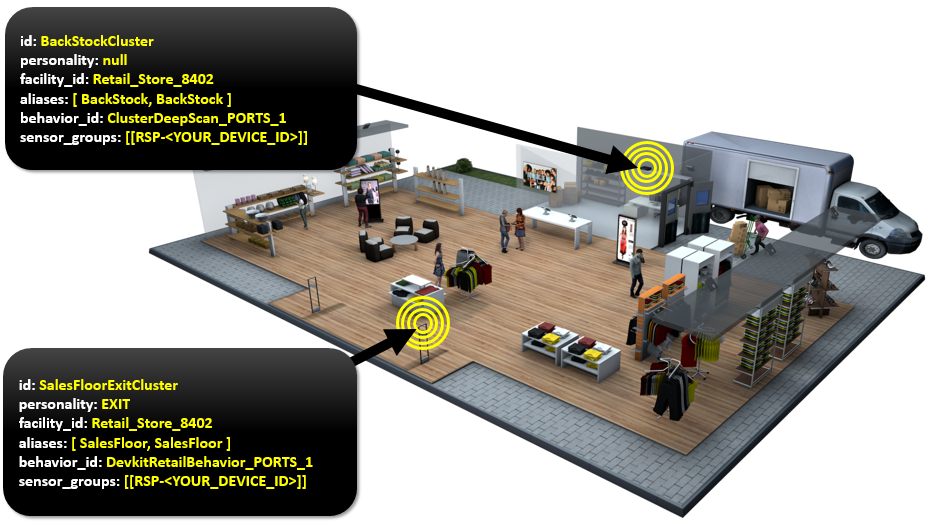 id: BackStockCluster
personality: null
facility_id: Retail_Store_8402
aliases: [ BackStock, BackStock ]
behavior_id: ClusterDeepScan_PORTS_1
sensor_groups: [[RSP-<YOUR_DEVICE_ID>]]
id: SalesFloorExitCluster
personality: EXIT
facility_id: Retail_Store_8402
aliases: [ SalesFloor, SalesFloor ]
behavior_id: DevkitRetailBehavior_PORTS_1
sensor_groups: [[RSP-<YOUR_DEVICE_ID>]]